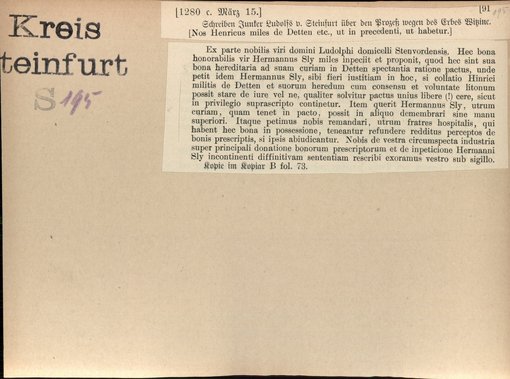 Kreis
teinfurt
S 195
[1280 c. März 15.]
[91
195
Schreiben Junker Ludolfs v. Steinfurt über den Prozeß wegen des Erbes
[Nos Henricus miles de Detten etc., ut in precedenti, ut habetur.]
Ex parte nobilis viri domini Ludolphi domicelli Stenvordensis. Hec bona
honorabilis vir Hermannus Sly miles inpecit et proponit, quod hec sint sua
bona hereditaria ad suam curiam in Detten spectantia ratione pactus, unde
petit idem Hermannus Sly, sibi fieri iustitiam in hoc, si collatio Hinrici
militis de Detten et suorum heredum cum consensu et voluntate litonum
possit stare de iure vel ne, qualiter solvitur pactus unius libere (!) cere, sicut
in privilegio suprascripto continetur. Item querit Hermannus Sly, utrum
curiam, quam tenet in pacto, possit in aliquo demembrari sine manu
superiori. Itaque petimus nobis remandari, utrum fratres hospitalis, qui
habent hec bona in possessione, teneantur refundere redditus perceptos de
bonis prescriptis, si ipsis abiudicantur. Nobis de vestra circumspecta industria
super principali donatione bonorum prescriptorum et de inpeticione Hermanni
Sly incontinenti diffinitivam sententiam rescribi exoramus vestro sub sigillo.
Kopie im Kopiar B fol. 73.